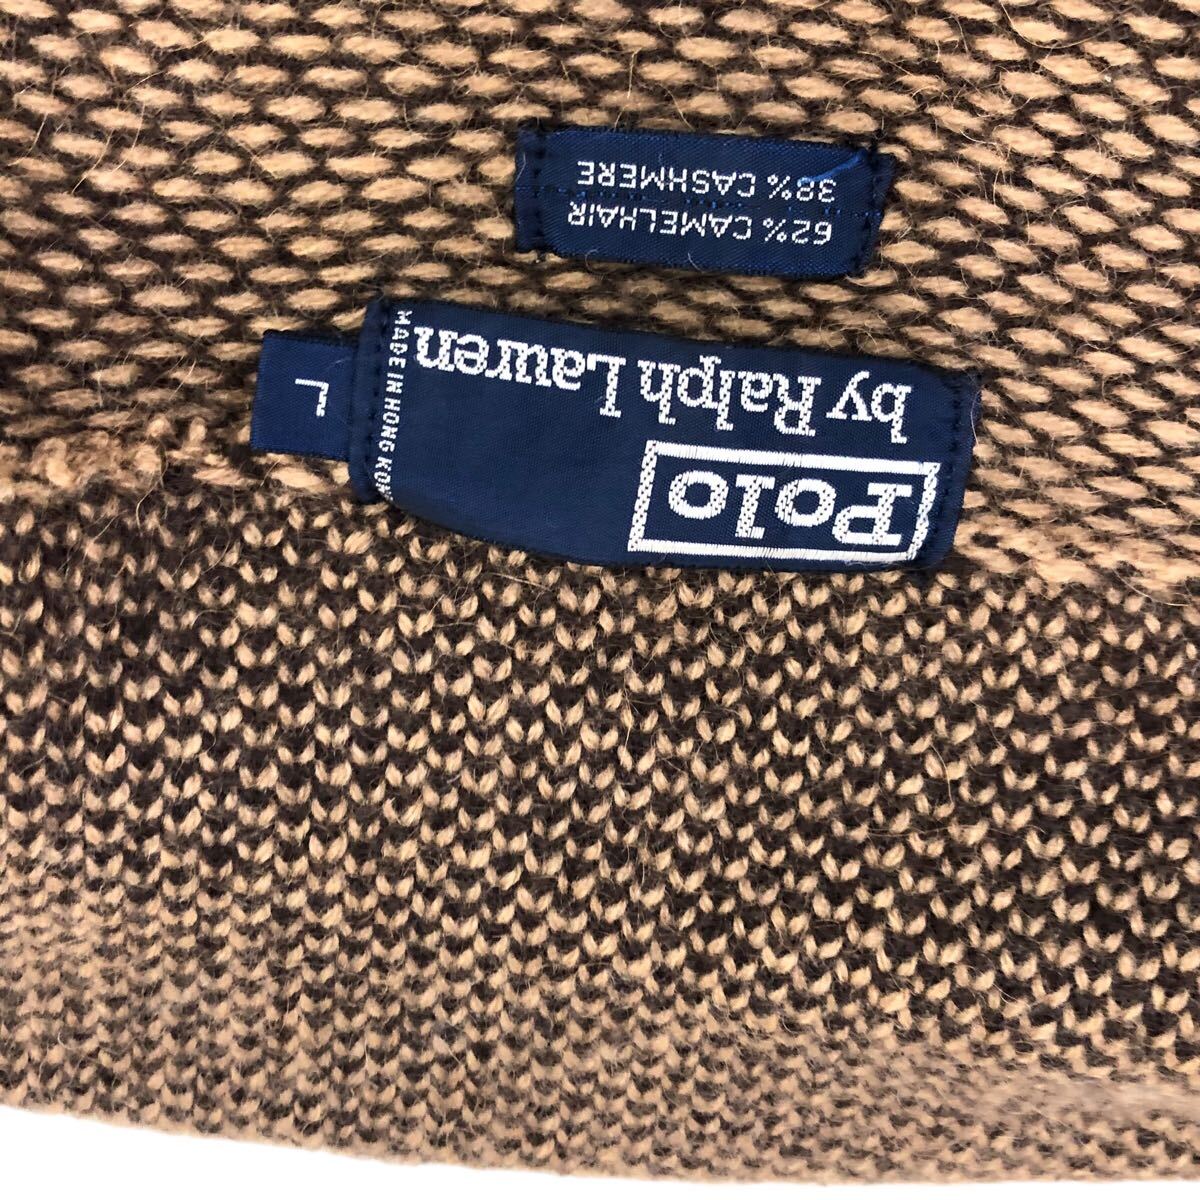 Polo
by Ralph Lauren
MADE IN HONG KONG
L
62% CAMELHAIR
38% CASHMERE